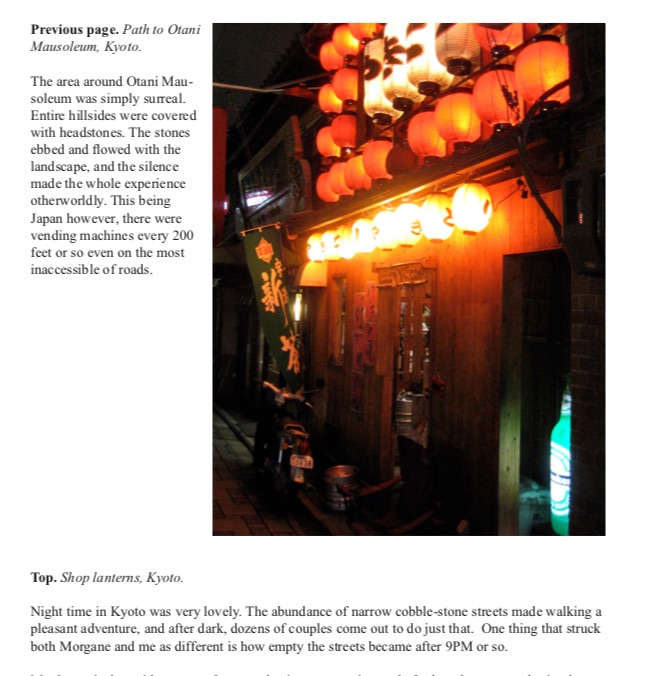 Previous page. Path to Otani
Mausoleum, Kyoto.
The area around Otani Mau-
soleum was simply surreal.
Entire hillsides were covered
with headstones. The stones
ebbed and flowed with the
landscape, and the silence
made the whole experience
otherworldly. This being
Japan however, there were
vending machines every 200
feet or so even on the most
inaccessible of roads.
新
Top. Shop lanterns, Kyoto.
Night time in Kyoto was very lovely. The abundance of narrow cobble-stone streets made walking a
pleasant adventure, and after dark, dozens of couples come out to do just that. One thing that struck
both Morgane and me as different is how empty the streets became after 9PM or so.